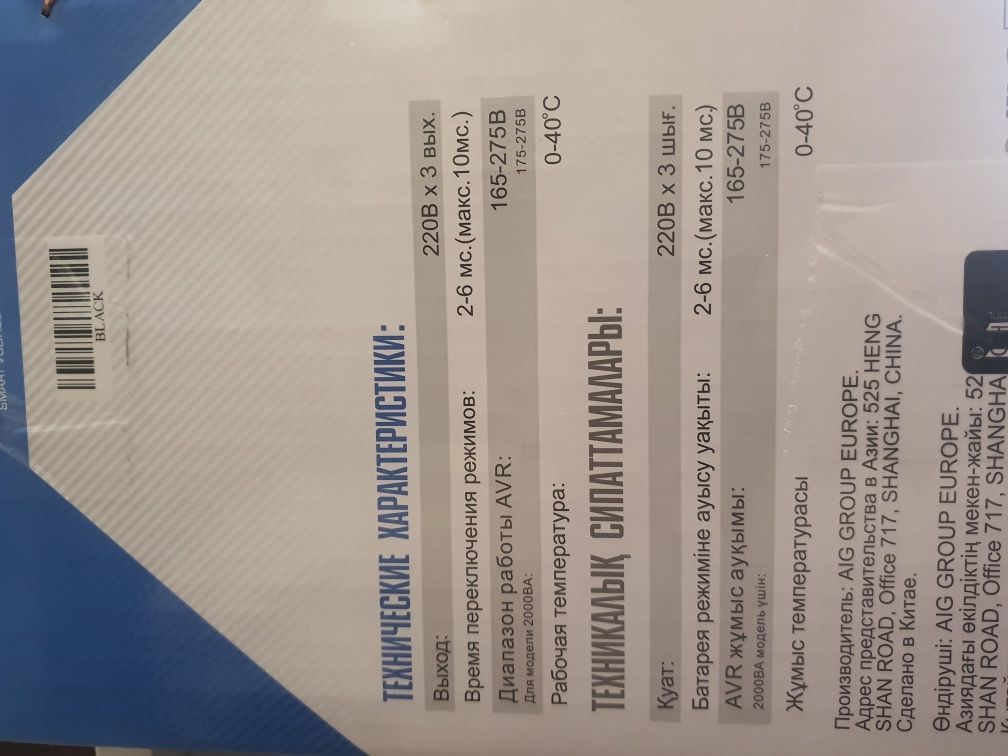 BLACK
ТЕХНИЧЕСКИЕ ХАРАКТЕРИСТИКИ:
Выход: 220В x 3 вых.
Время переключения режимов: 2-6 мс.(макс.10мс.)
Диапазон работы AVR: 165-275В
Для модели 2000ВА: 175-275В
Рабочая температура: 0-40°C
ТЕХНИКАЛЫҚ СИПАТТАМАЛАРЫ:
Қуат: 220В x 3 шығ.
Батарея режиміне ауысу уақыты: 2-6 мс.(макс.10 мс.)
AVR жұмыс ауқымы: 165-275В
2000ВА модель үшін: 175-275В
Жұмыс температурасы 0-40°C
Производитель: AIG GROUP EUROPE.
Адрес представительства в Азии: 525 HENG
SHAN ROAD, Office 717, SHANGHAI, CHINA.
Сделано в Китае.
Өндіруші: AIG GROUP EUROPE.
Азиядағы өкілдіктің мекен-жайы: 52
SHAN ROAD, Office 717, SHANGHA